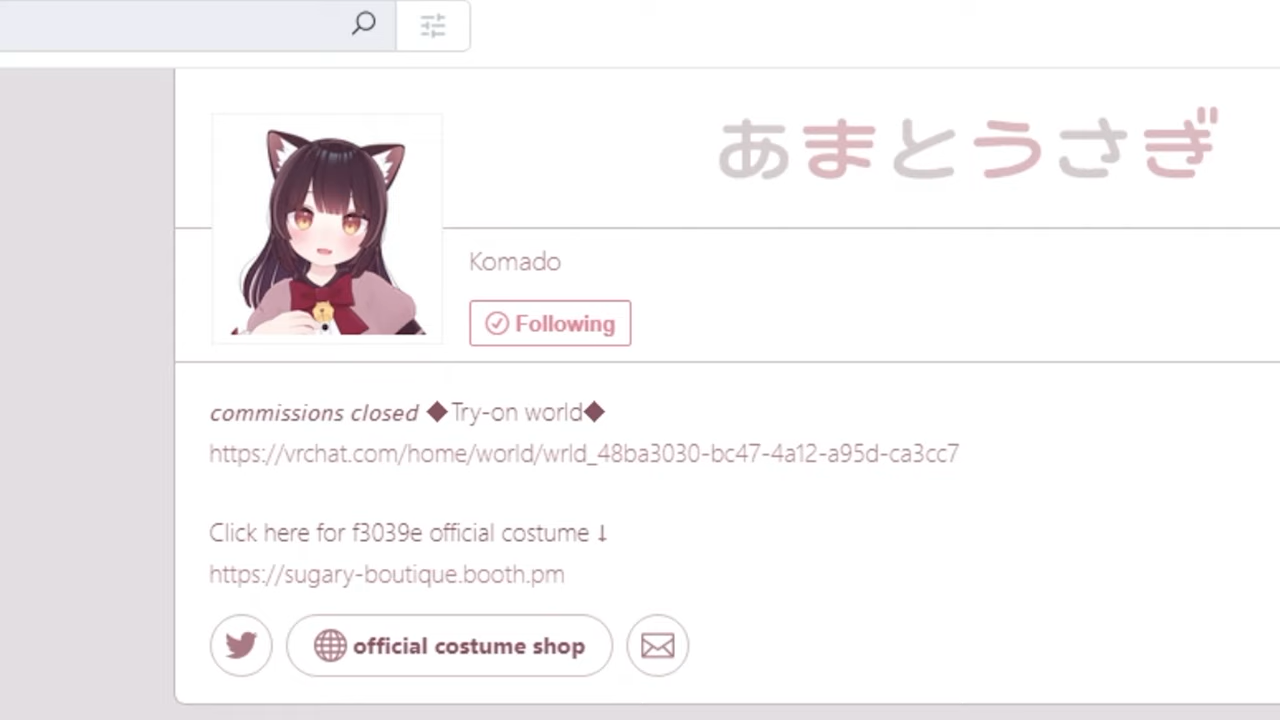 あまとうさぎ
Komado
Following
commissions closed ◆Try-on world◆
https://vrchat.com/home/world/wrld_48ba3030-bc47-4a12-a95d-ca3cc7
Click here for f3039e official costume ↓
https://sugary-boutique.booth.pm
official costume shop